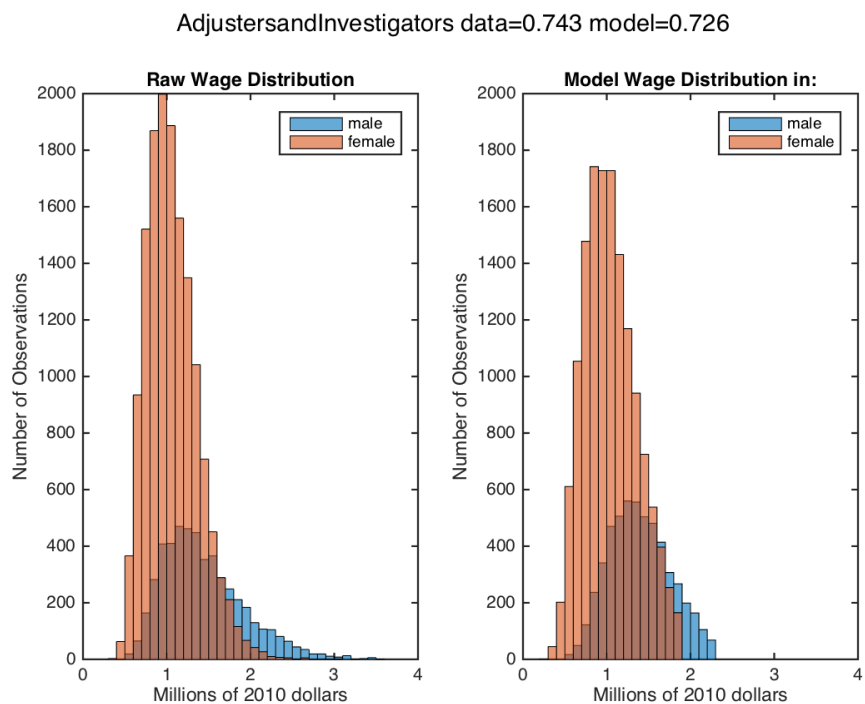 AdjustersandInvestigators data=0.743 model=0.726
Raw Wage Distribution
2000
1800
1600
1400
1200
1000
800
600
400
200
0
Number of Observations
male
female
0 1 2 3 4
Millions of 2010 dollars
Model Wage Distribution in:
2000
1800
1600
1400
1200
1000
800
600
400
200
0
Number of Observations
male
female
0 1 2 3 4
Millions of 2010 dollars